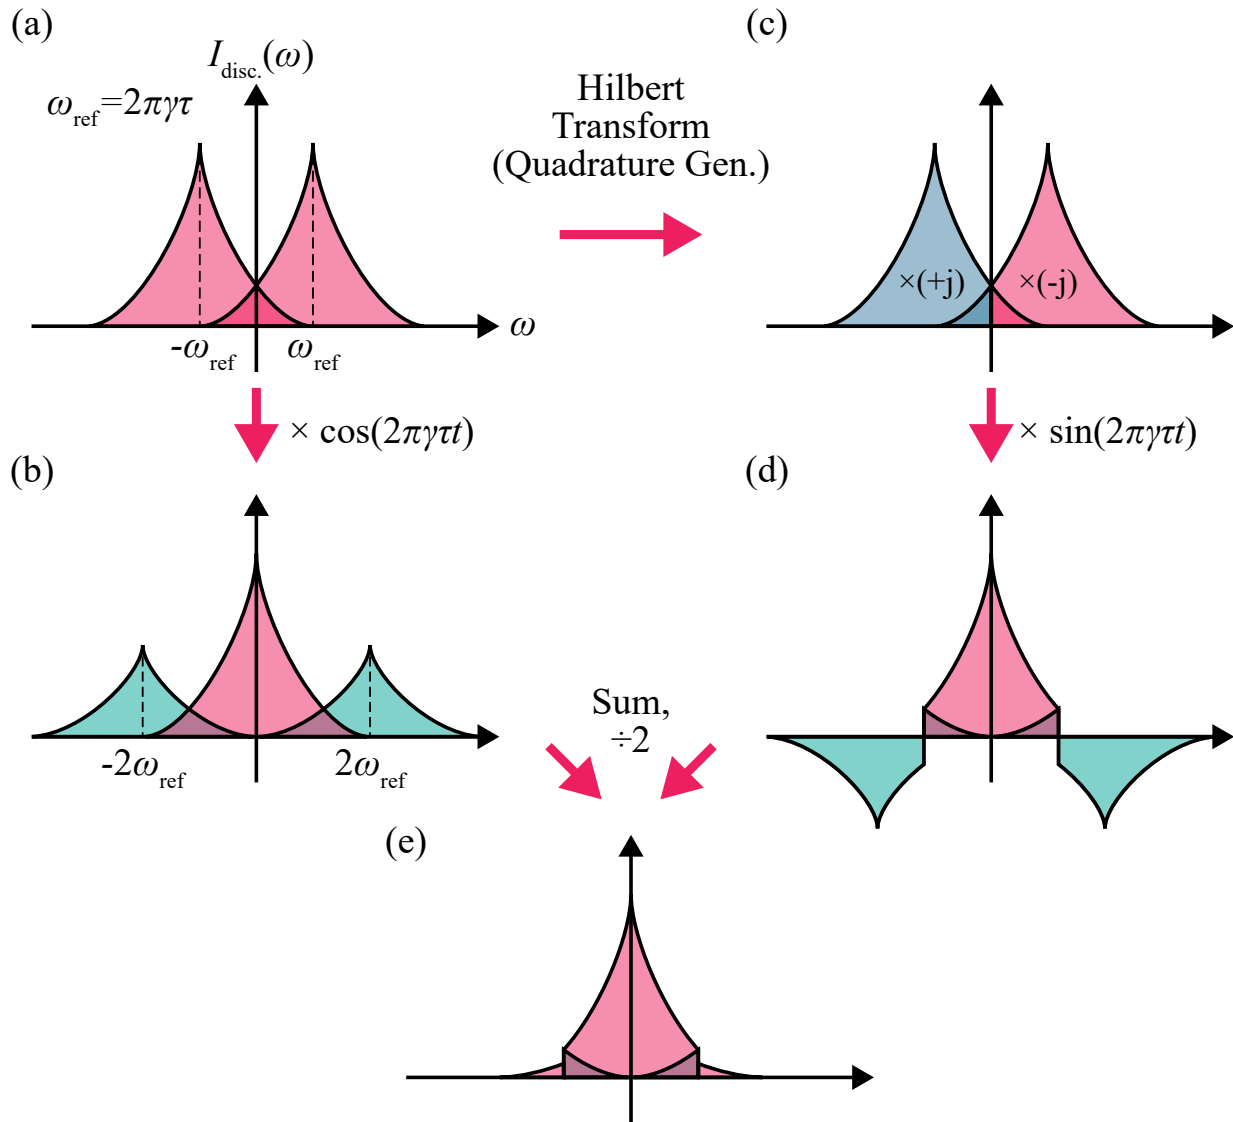 (a)
I_disc.(ω)
ω_ref=2πγτ
-ω_ref
ω_ref
ω
Hilbert
Transform
(Quadrature Gen.)
(c)
×(+j)
×(-j)
× cos(2πγτt)
× sin(2πγτt)
(b)
-2ω_ref
2ω_ref
Sum,
÷2
(d)
(e)